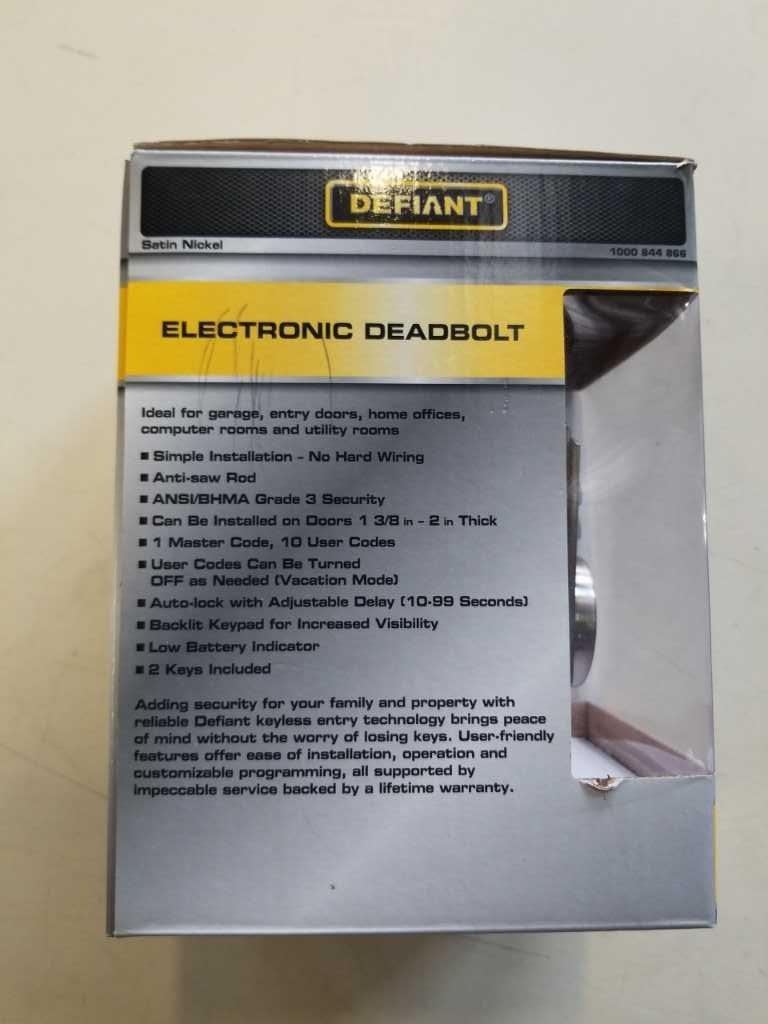 DEFIANT®
Satin Nickel
1000 844 866
ELECTRONIC DEADBOLT
Ideal for garage, entry doors, home offices,
computer rooms and utility rooms
■ Simple Installation - No Hard Wiring
■ Anti-saw Rod
■ ANSI/BHMA Grade 3 Security
■ Can Be Installed on Doors 1 3/8 in - 2 in Thick
■ 1 Master Code, 10 User Codes
■ User Codes Can Be Turned
OFF as Needed (Vacation Mode)
■ Auto-lock with Adjustable Delay (10-99 Seconds)
■ Backlit Keypad for Increased Visibility
■ Low Battery Indicator
■ 2 Keys Included
Adding security for your family and property with
reliable Defiant keyless entry technology brings peace
of mind without the worry of losing keys. User-friendly
features offer ease of installation, operation and
customizable programming, all supported by
impeccable service backed by a lifetime warranty.